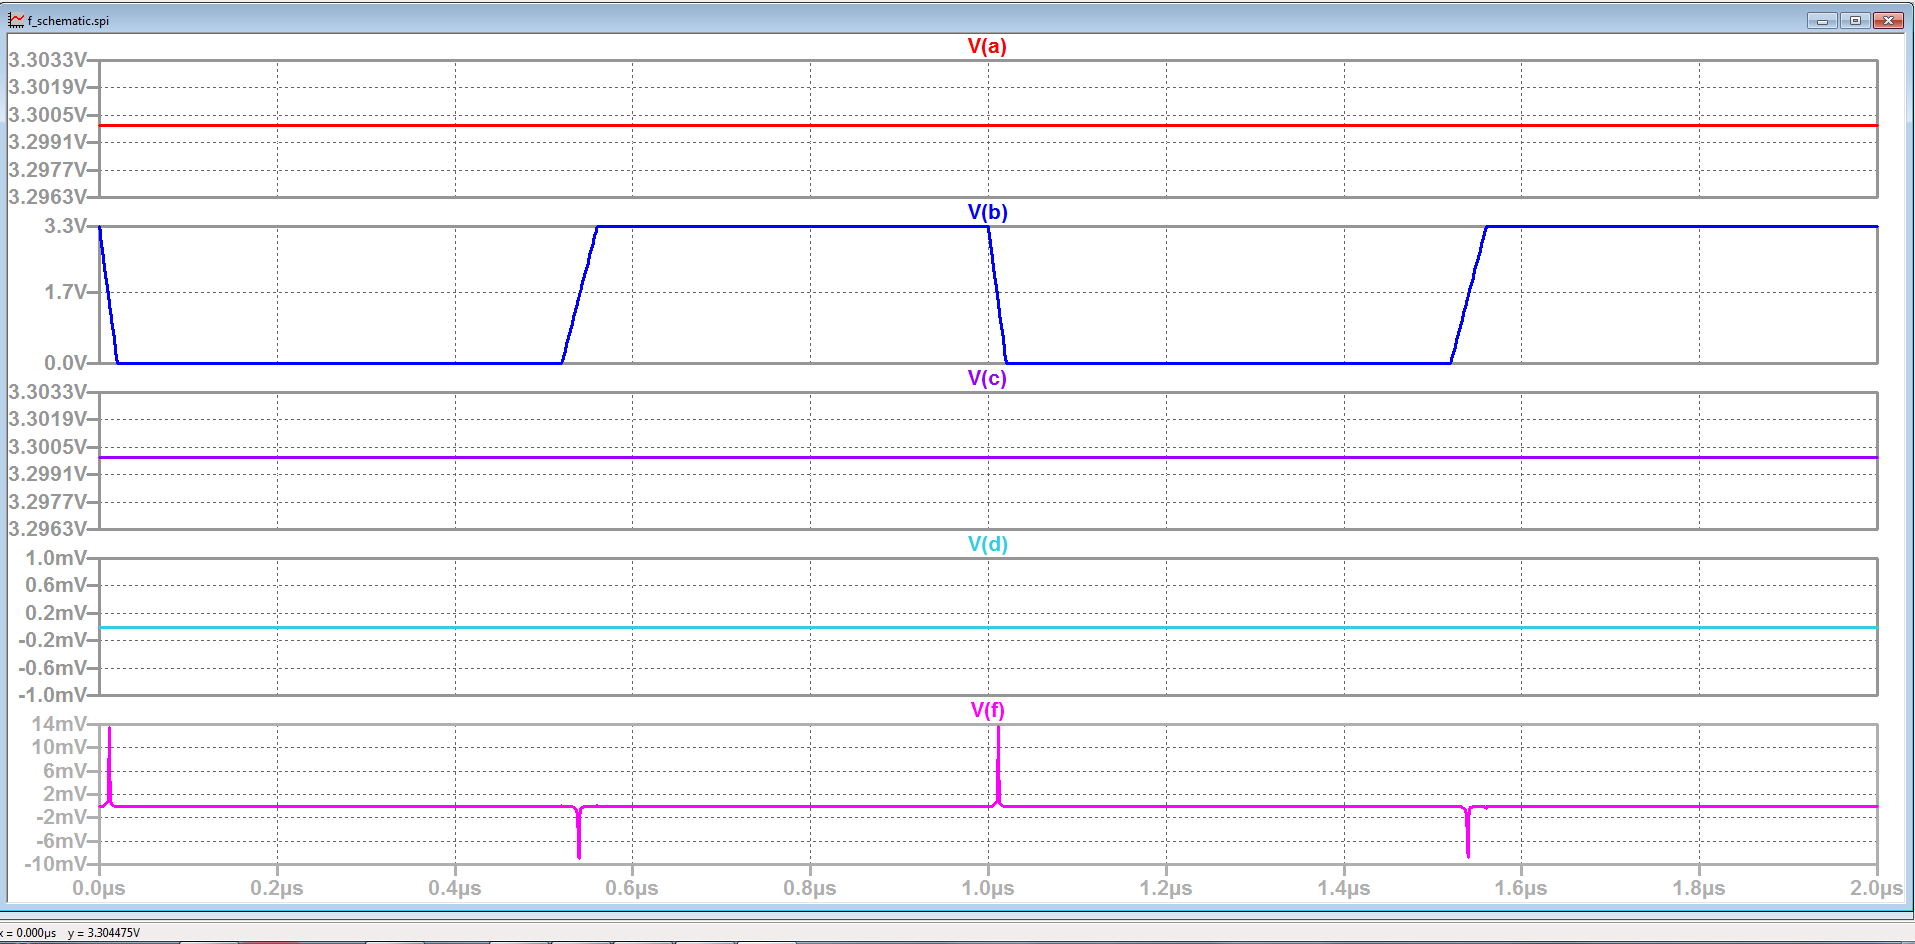 f_schematic.spi
V(a)
3.3033V
3.3019V
3.3005V
3.2991V
3.2977V
3.2963V
V(b)
3.3V
1.7V
0.0V
V(c)
3.3033V
3.3019V
3.3005V
3.2991V
3.2977V
3.2963V
V(d)
1.0mV
0.6mV
0.2mV
-0.2mV
-0.6mV
-1.0mV
V(f)
14mV
10mV
6mV
2mV
-2mV
-6mV
-10mV
0.0µs 0.2µs 0.4µs 0.6µs 0.8µs 1.0µs 1.2µs 1.4µs 1.6µs 1.8µs 2.0µs
x = 0.000µs y = 3.304475V